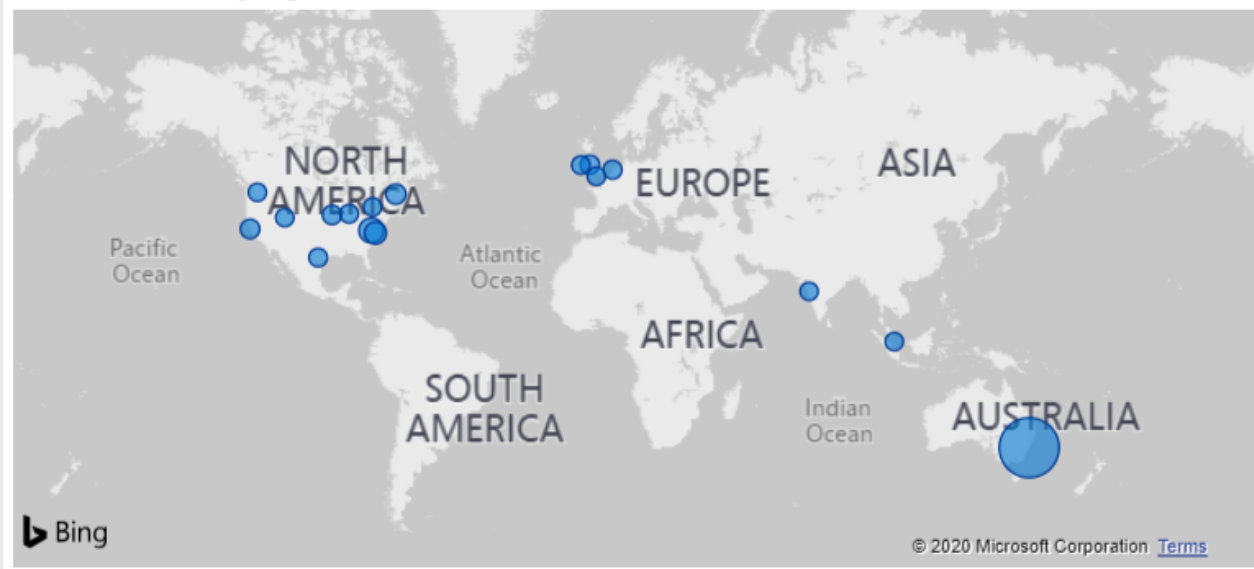 NORTH
AMERICA
EUROPE
ASIA
Pacific
Ocean
Atlantic
Ocean
AFRICA
SOUTH
AMERICA
Indian
Ocean
AUSTRALIA
Bing
© 2020 Microsoft Corporation Terms